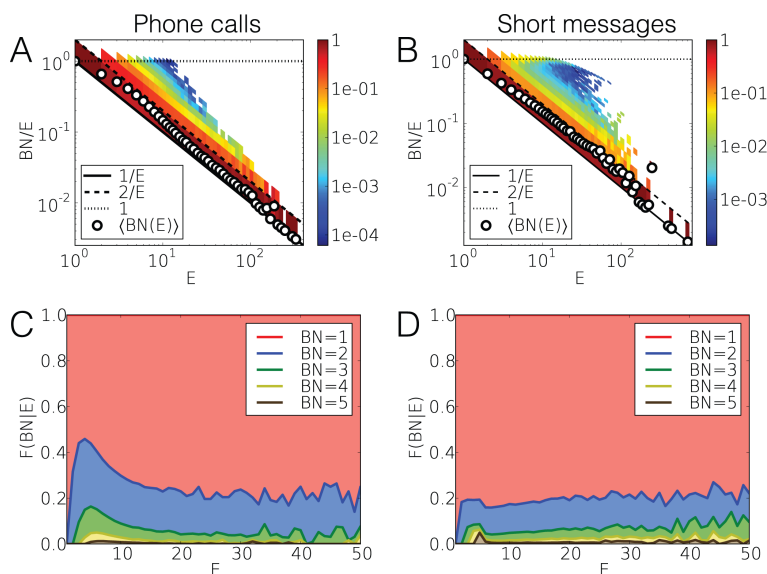 Phone calls
Short messages
A
BN/E
10^0
10^-1
10^-2
10^0
10^1
10^2
E
1/E
2/E
1
⟨BN(E)⟩
1
1e-01
1e-02
1e-03
1e-04
B
BN/E
10^0
10^-1
10^-2
10^0
10^1
10^2
E
1/E
2/E
1
⟨BN(E)⟩
1
1e-01
1e-02
1e-03
C
F(BN|E)
1.0
0.8
0.6
0.4
0.2
0.0
10
20
30
40
50
E
BN=1
BN=2
BN=3
BN=4
BN=5
D
F(BN|E)
1.0
0.8
0.6
0.4
0.2
0.0
10
20
30
40
50
E
BN=1
BN=2
BN=3
BN=4
BN=5